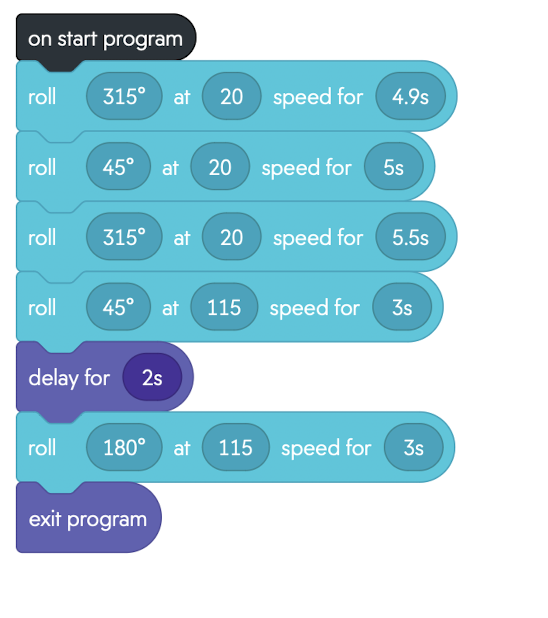 on start program
roll 315° at 20 speed for 4.9s
roll 45° at 20 speed for 5s
roll 315° at 20 speed for 5.5s
roll 45° at 115 speed for 3s
delay for 2s
roll 180° at 115 speed for 3s
exit program